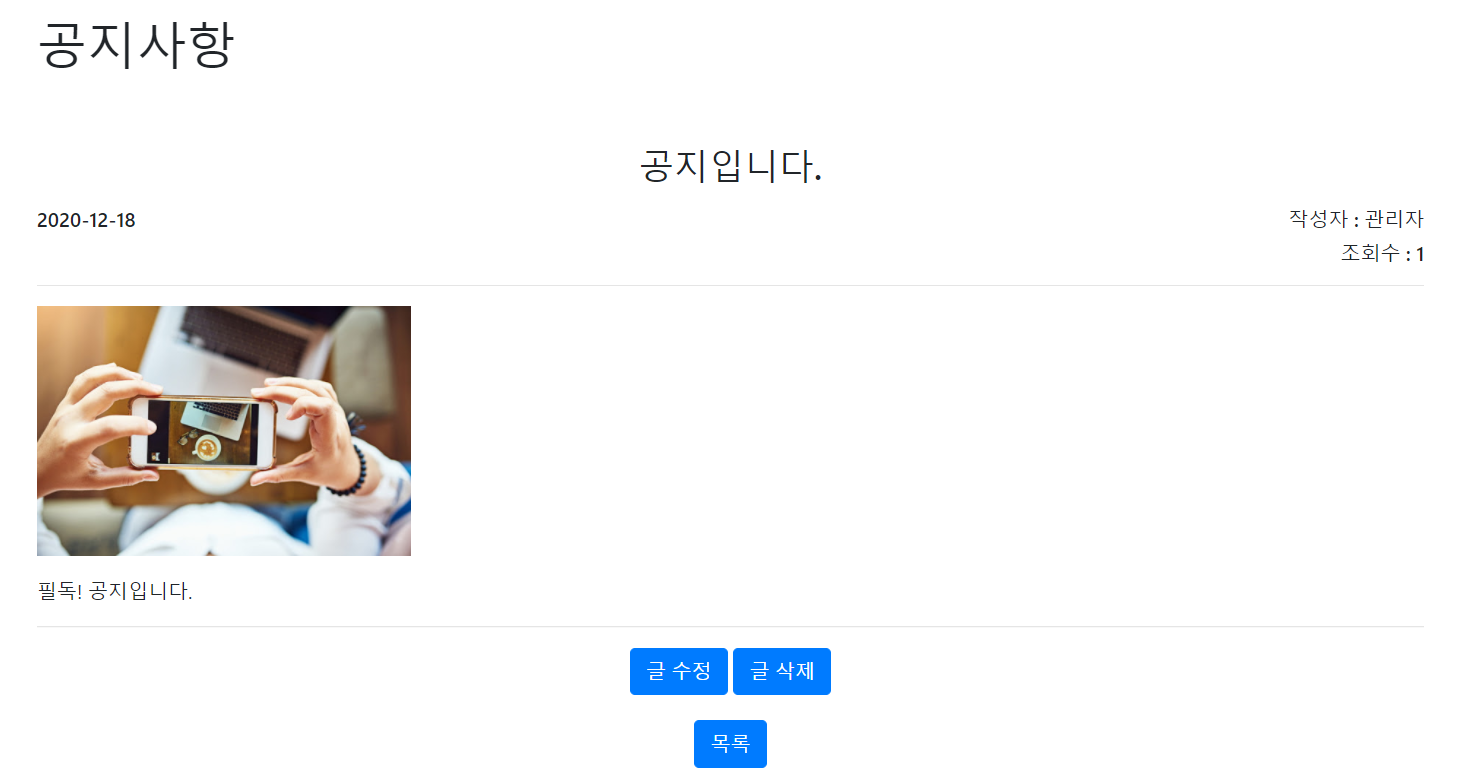 공지사항
공지입니다.
2020-12-18
작성자 : 관리자
조회수 : 1
필독! 공지입니다.
글 수정 글 삭제
목록